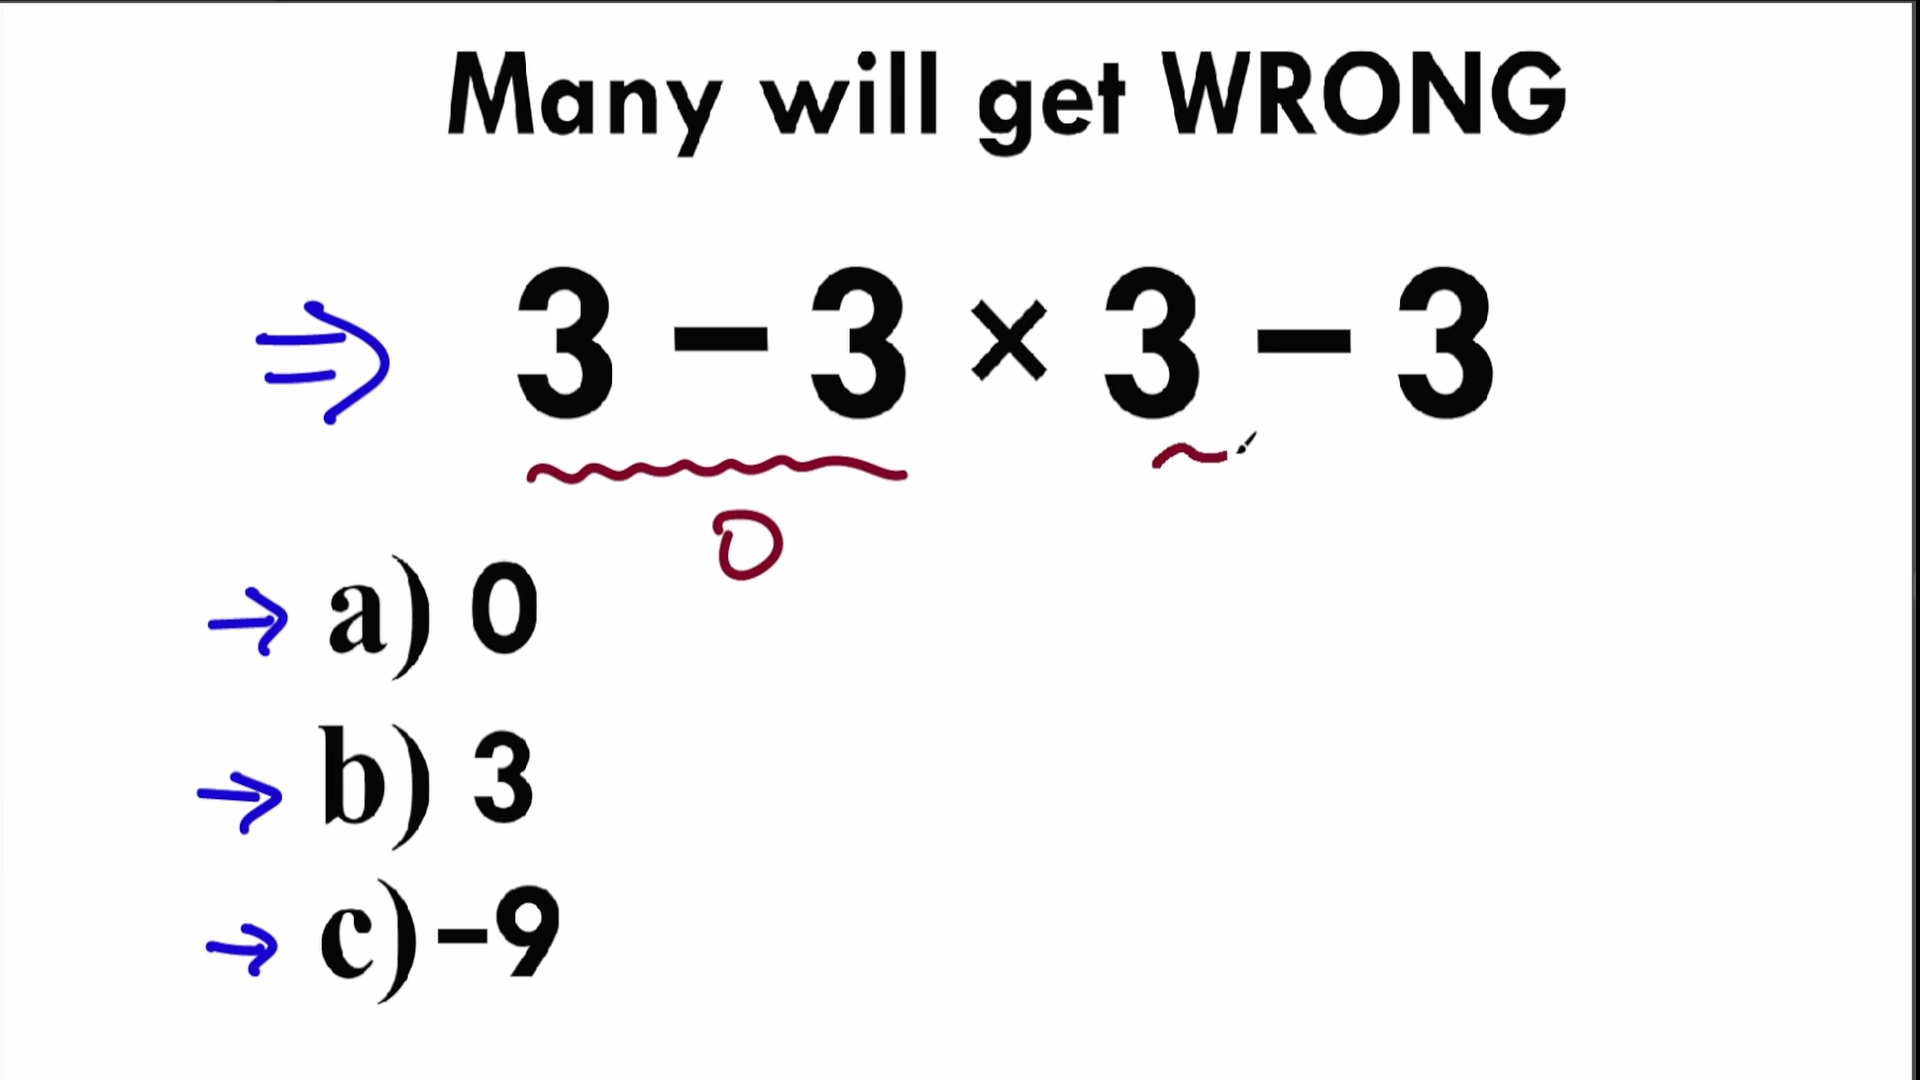 Many will get WRONG
⇒ 3 − 3 × 3 − 3
0
→ a) 0
→ b) 3
→ c) −9